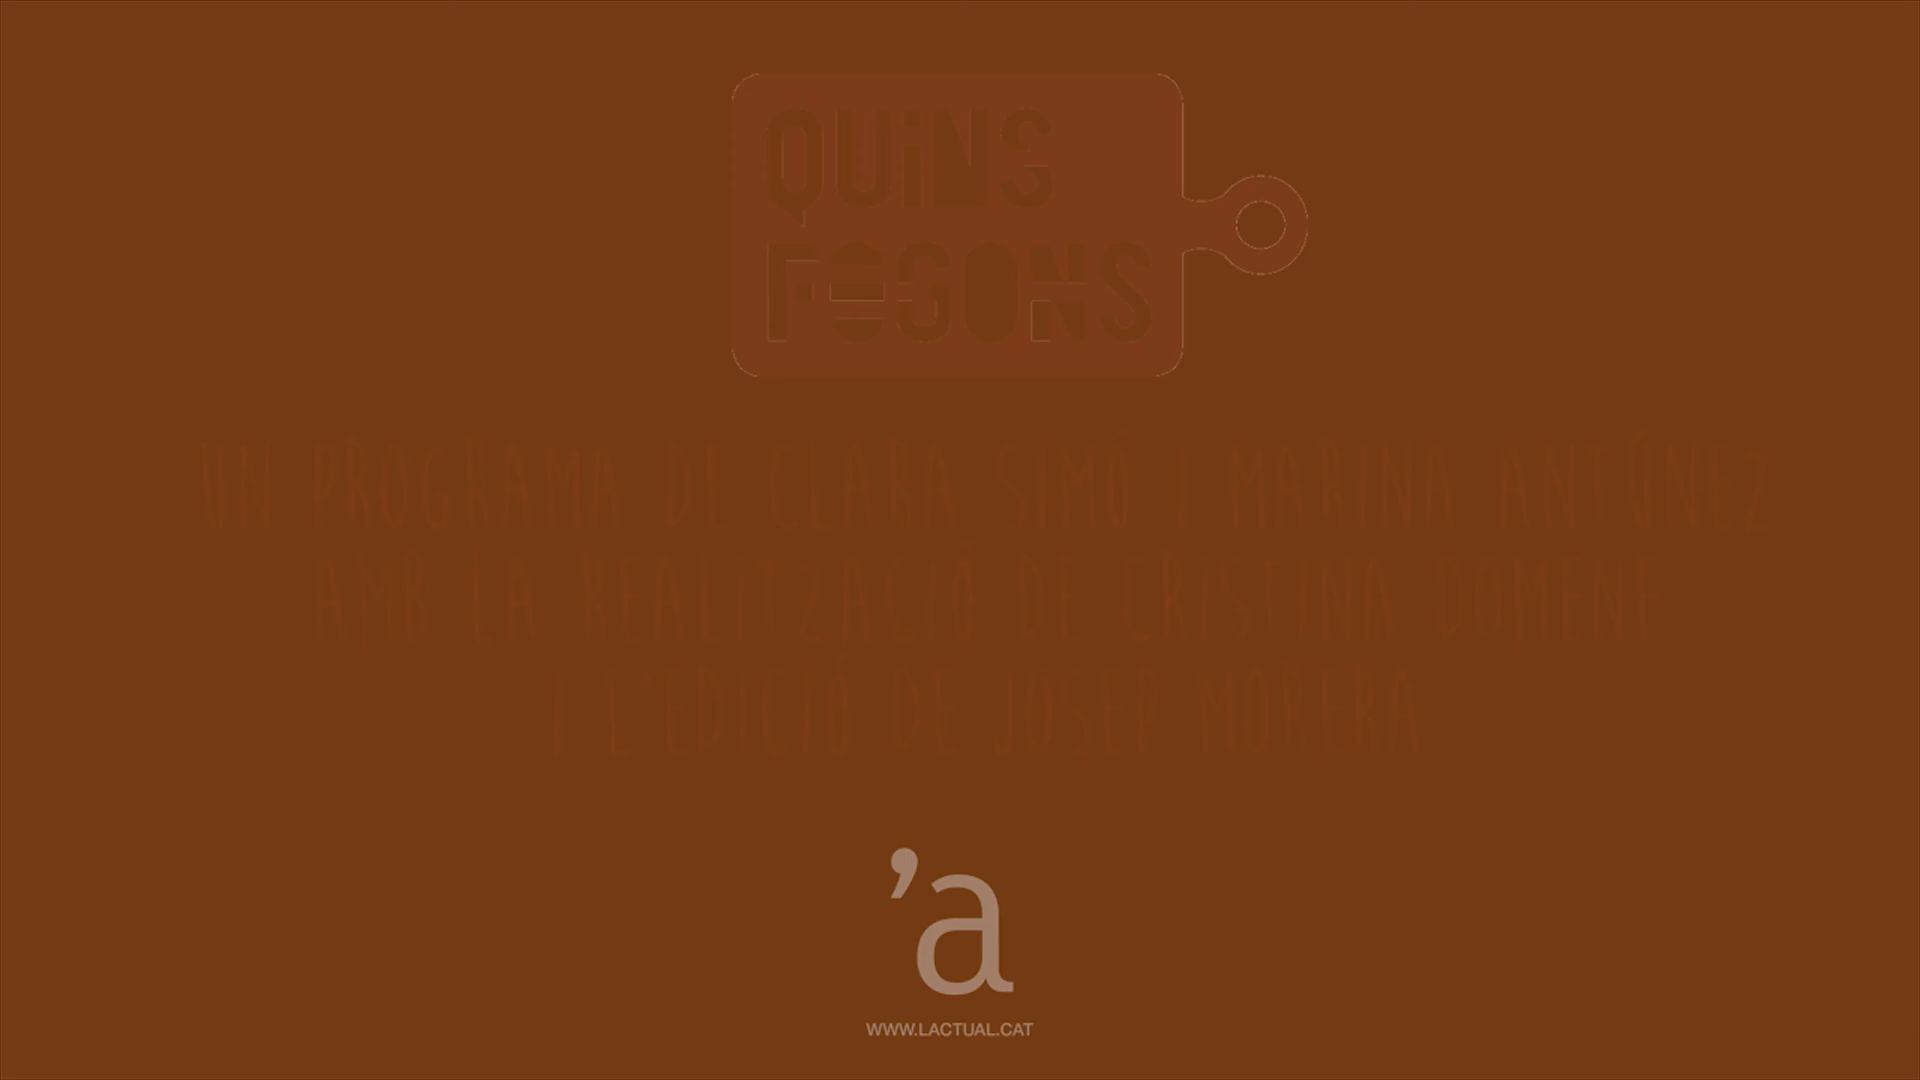 QUiNS
FOGONS
UN PROGRAMA DE CLARA SIMÓ I MARINA ANTÚNEZ
AMB LA REALITZACIÓ DE CRISTINA DOMENE
I L'EDICIÓ DE JOSEP MORERA
'a
WWW.LACTUAL.CAT